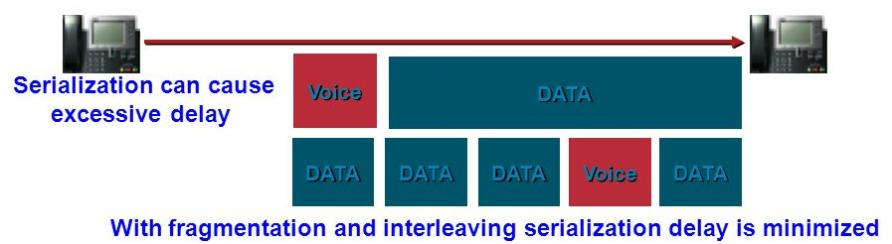 Serialization can cause
excessive delay
Voice DATA
DATA DATA DATA Voice DATA
With fragmentation and interleaving serialization delay is minimized